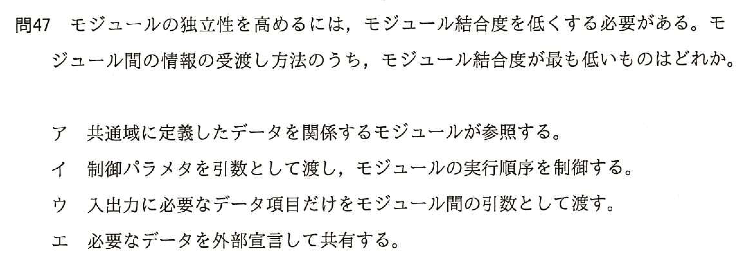 問47 モジュールの独立性を高めるには，モジュール結合度を低くする必要がある。モ
ジュール間の情報の受渡し方法のうち，モジュール結合度が最も低いものはどれか。
ア 共通域に定義したデータを関係するモジュールが参照する。
イ 制御パラメタを引数として渡し，モジュールの実行順序を制御する。
ウ 入出力に必要なデータ項目だけをモジュール間の引数として渡す。
エ 必要なデータを外部宣言して共有する。